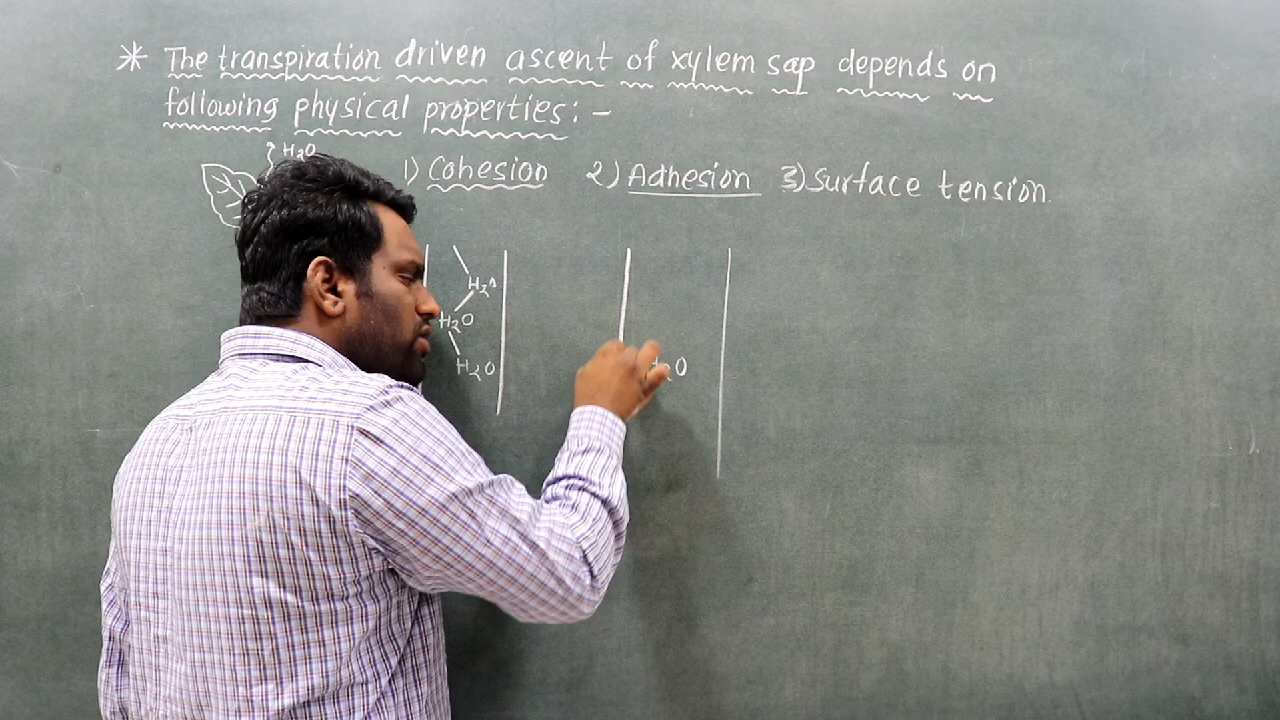 * The transpiration driven ascent of xylem sap depends on
following physical properties: -
H2O
1) Cohesion 2) Adhesion 3) Surface tension.
H2O
H2O
H2O